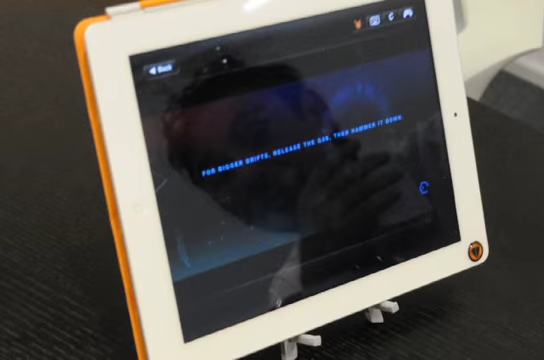 Back
FOR BIGGER DRIFTS, RELEASE THE GAS, THEN HAMMER IT DOWN.